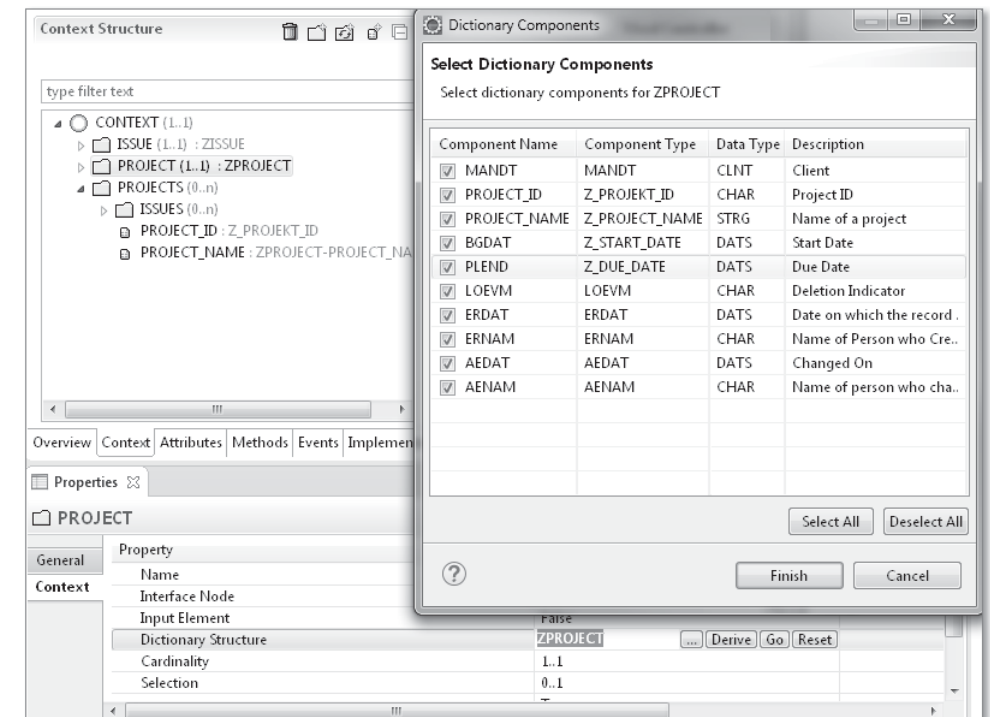 Context Structure
type filter text
CONTEXT (1..1)
ISSUE (1..1) : ZISSUE
PROJECT (1..1) : ZPROJECT
PROJECTS (0..n)
ISSUES (0..n)
PROJECT_ID : Z_PROJEKT_ID
PROJECT_NAME : ZPROJECT-PROJECT_NA
Overview Context Attributes Methods Events Implemen
Dictionary Components
Select Dictionary Components
Select dictionary components for ZPROJECT
Component Name Component Type Data Type Description
MANDT MANDT CLNT Client
PROJECT_ID Z_PROJEKT_ID CHAR Project ID
PROJECT_NAME Z_PROJECT_NAME STRG Name of a project
BGDAT Z_START_DATE DATS Start Date
PLEND Z_DUE_DATE DATS Due Date
LOEVM LOEVM CHAR Deletion Indicator
ERDAT ERDAT DATS Date on which the record .
ERNAM ERNAM CHAR Name of Person who Cre..
AEDAT AEDAT DATS Changed On
AENAM AENAM CHAR Name of person who cha..
Select All Deselect All
Finish Cancel
Properties
PROJECT
General
Context
Property
Name
Interface Node
Input Element False
Dictionary Structure ZPROJECT ... Derive Go Reset
Cardinality 1..1
Selection 0..1